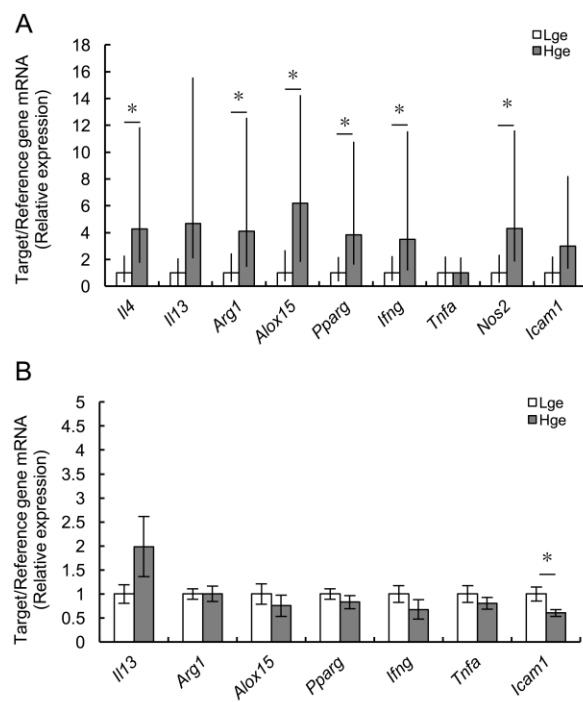 A
Target/Reference gene mRNA
(Relative expression)
18
16
14
12
10
8
6
4
2
0
Lge
Hge
*
*
*
*
*
*
Il4
Il13
Arg1
Alox15
Pparg
Ifng
Tnfa
Nos2
Icam1
B
Target/Reference gene mRNA
(Relative expression)
5
4.5
4
3.5
3
2.5
2
1.5
1
0.5
0
Lge
Hge
*
Il13
Arg1
Alox15
Pparg
Ifng
Tnfa
Icam1